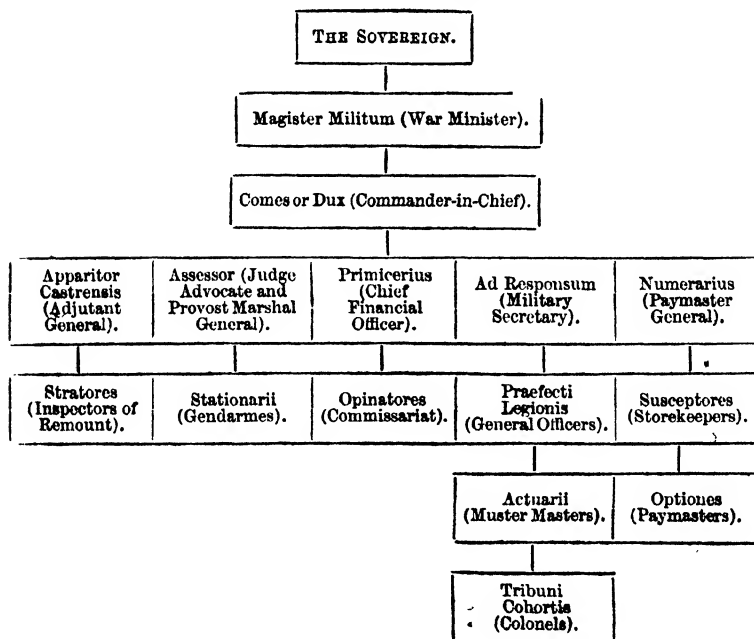 THE SOVEREIGN.
Magister Militum (War Minister).
Comes or Dux (Commander-in-Chief).
Apparitor
Castrensis
(Adjutant
General).
Assessor (Judge
Advocate and
Provost Marshal
General).
Primicerius
(Chief
Financial
Officer).
Ad Responsum
(Military
Secretary).
Numerarius
(Paymaster
General).
Stratores
(Inspectors of
Remount).
Stationarii
(Gendarmes).
Opinatores
(Commissariat).
Praefecti
Legionis
(General Officers).
Susceptores
(Storekeepers).
Actuarii
(Muster Masters).
Optiones
(Paymasters).
Tribuni
Cohortis
(Colonels).